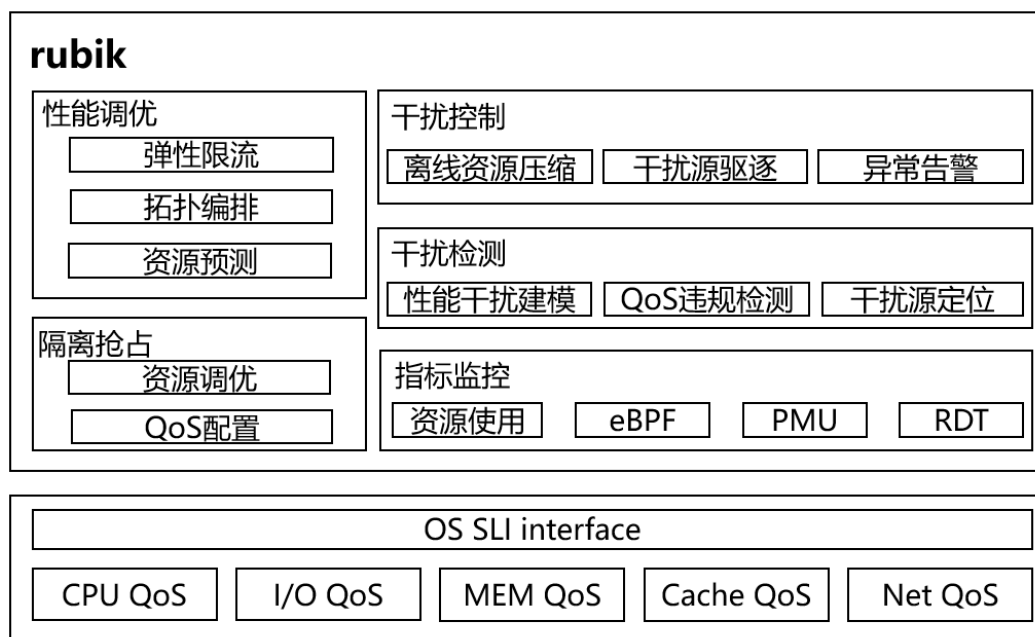 rubik
性能调优
弹性限流
拓扑编排
资源预测
隔离抢占
资源调优
QoS配置
干扰控制
离线资源压缩 干扰源驱逐 异常告警
干扰检测
性能干扰建模 QoS违规检测 干扰源定位
指标监控
资源使用 eBPF PMU RDT
OS SLI interface
CPU QoS I/O QoS MEM QoS Cache QoS Net QoS